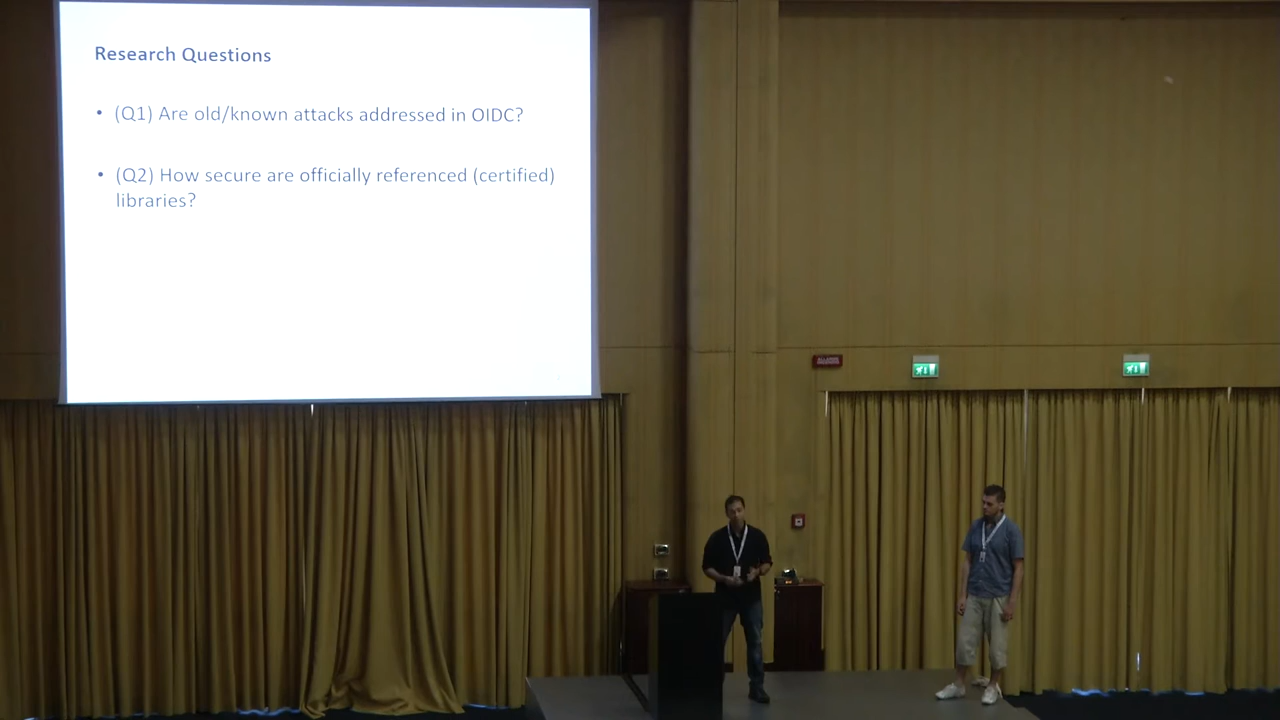 Research Questions
• (Q1) Are old/known attacks addressed in OIDC?
• (Q2) How secure are officially referenced (certified)
libraries?